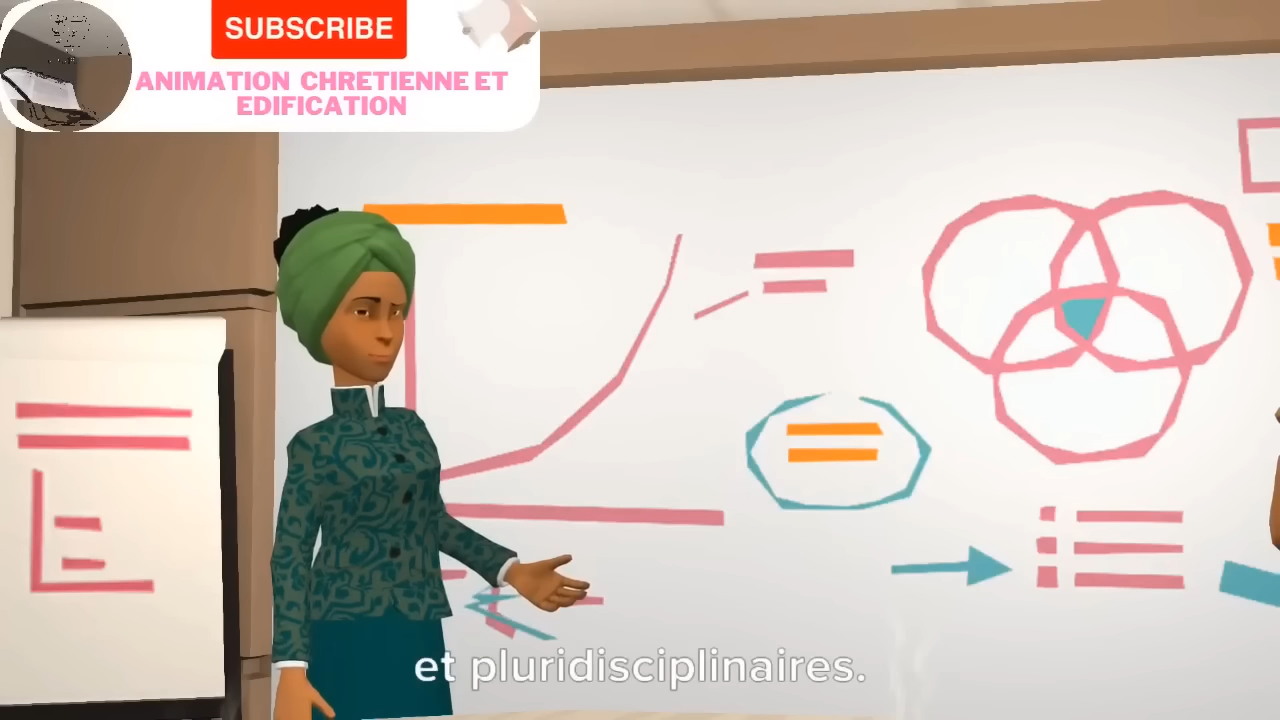 SUBSCRIBE
ANIMATION CHRETIENNE ET
EDIFICATION
et pluridisciplinaires.